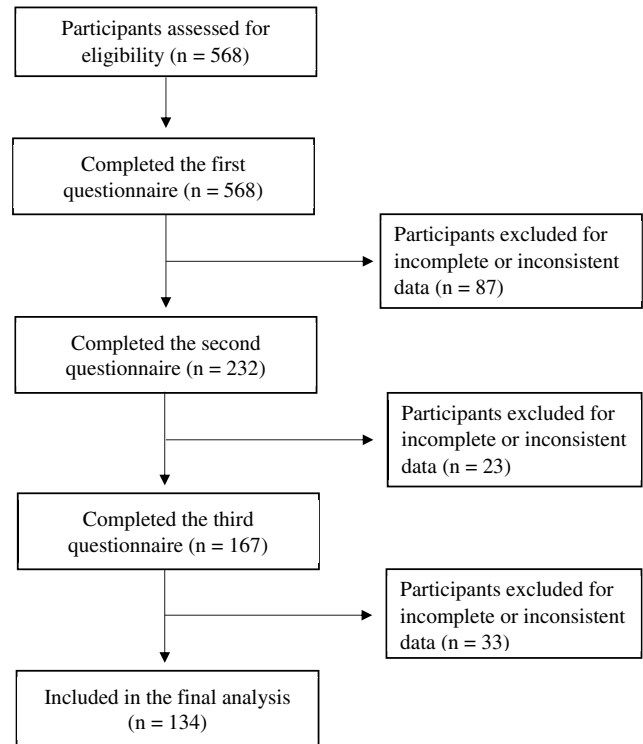 Participants assessed for
eligibility (n = 568)
Completed the first
questionnaire (n = 568)
Participants excluded for
incomplete or inconsistent
data (n = 87)
Completed the second
questionnaire (n = 232)
Participants excluded for
incomplete or inconsistent
data (n = 23)
Completed the third
questionnaire (n = 167)
Participants excluded for
incomplete or inconsistent
data (n = 33)
Included in the final analysis
(n = 134)